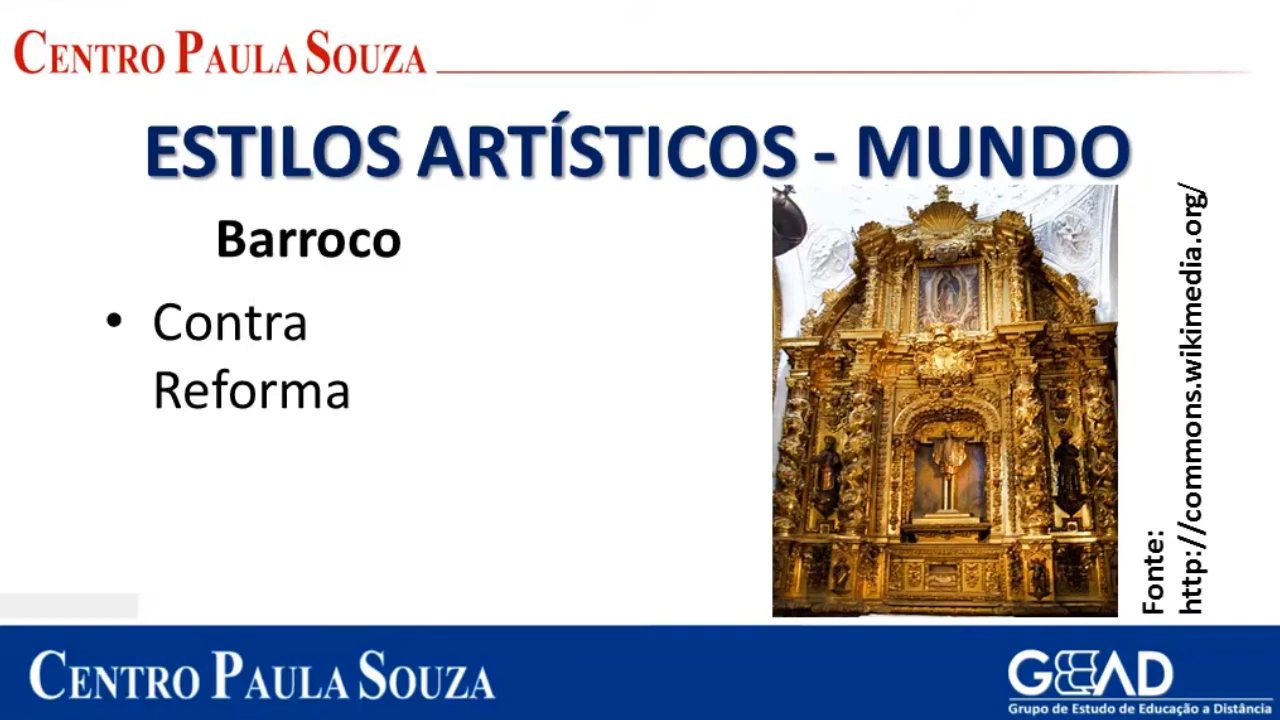 CENTRO PAULA SOUZA
ESTILOS ARTÍSTICOS - MUNDO
Barroco
• Contra
Reforma
Fonte:
http://commons.wikimedia.org/
CENTRO PAULA SOUZA
GEEAD
Grupo de Estudo de Educação a Distância